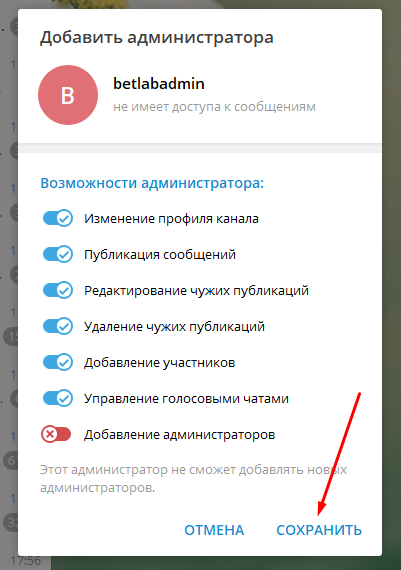 Добавить администратора
B
betlabadmin
не имеет доступа к сообщениям
Возможности администратора:
Изменение профиля канала
Публикация сообщений
Редактирование чужих публикаций
Удаление чужих публикаций
Добавление участников
Управление голосовыми чатами
Добавление администраторов
Этот администратор не сможет добавлять новых
администраторов.
ОТМЕНА СОХРАНИТЬ
17:56